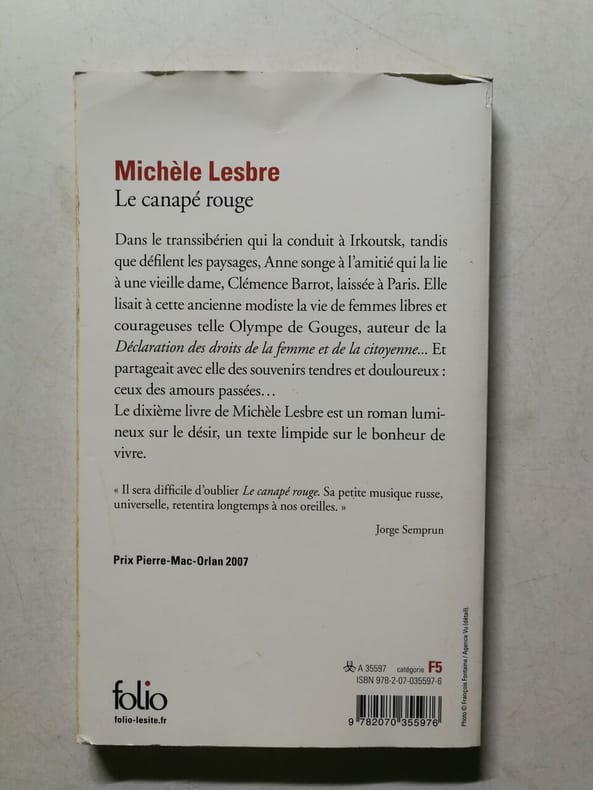 Michèle Lesbre
Le canapé rouge
Dans le transsibérien qui la conduit à Irkoutsk, tandis
que défilent les paysages, Anne songe à l'amitié qui la lie
à une vieille dame, Clémence Barrot, laissée à Paris. Elle
lisait à cette ancienne modiste la vie de femmes libres et
courageuses telle Olympe de Gouges, auteur de la
Déclaration des droits de la femme et de la citoyenne... Et
partageait avec elle des souvenirs tendres et douloureux :
ceux des amours passées...
Le dixième livre de Michèle Lesbre est un roman lumi-
neux sur le désir, un texte limpide sur le bonheur de
vivre.
« Il sera difficile d'oublier Le canapé rouge. Sa petite musique russe,
universelle, retentira longtemps à nos oreilles. »
Jorge Semprun
Prix Pierre-Mac-Orlan 2007
A 35597 catégorie F5
ISBN 978-2-07-035597-6
9 782070 355976
folio
folio-lesite.fr
Photo © François Fontaine / Agence Vu (détail).